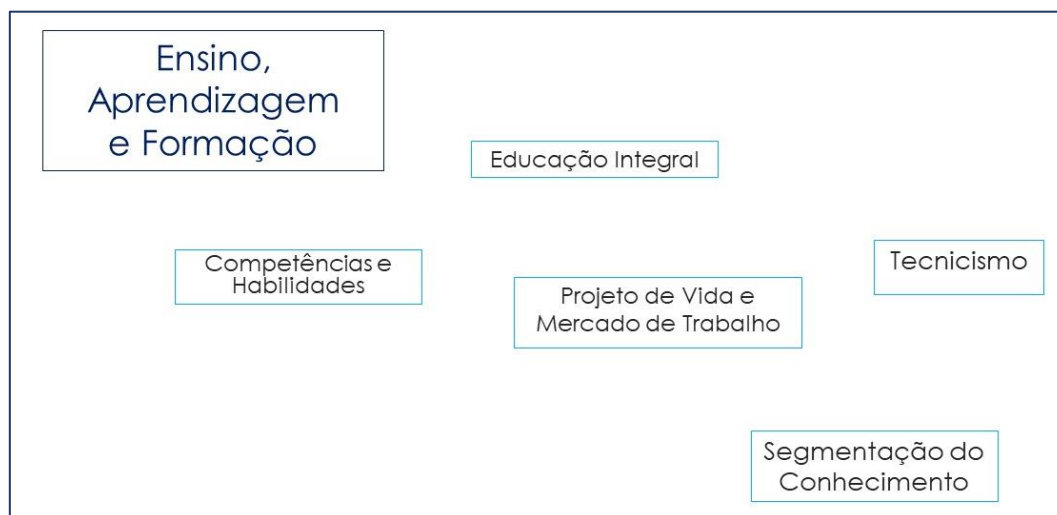 Ensino,
Aprendizagem
e Formação
Educação Integral
Competências e
Habilidades
Projeto de Vida e
Mercado de Trabalho
Tecnicismo
Segmentação do
Conhecimento